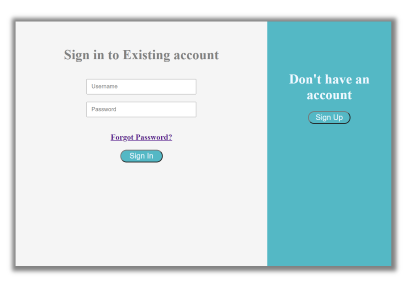 Sign in to Existing account
Username
Password
Forgot Password?
Sign In
Don't have an
account
Sign Up